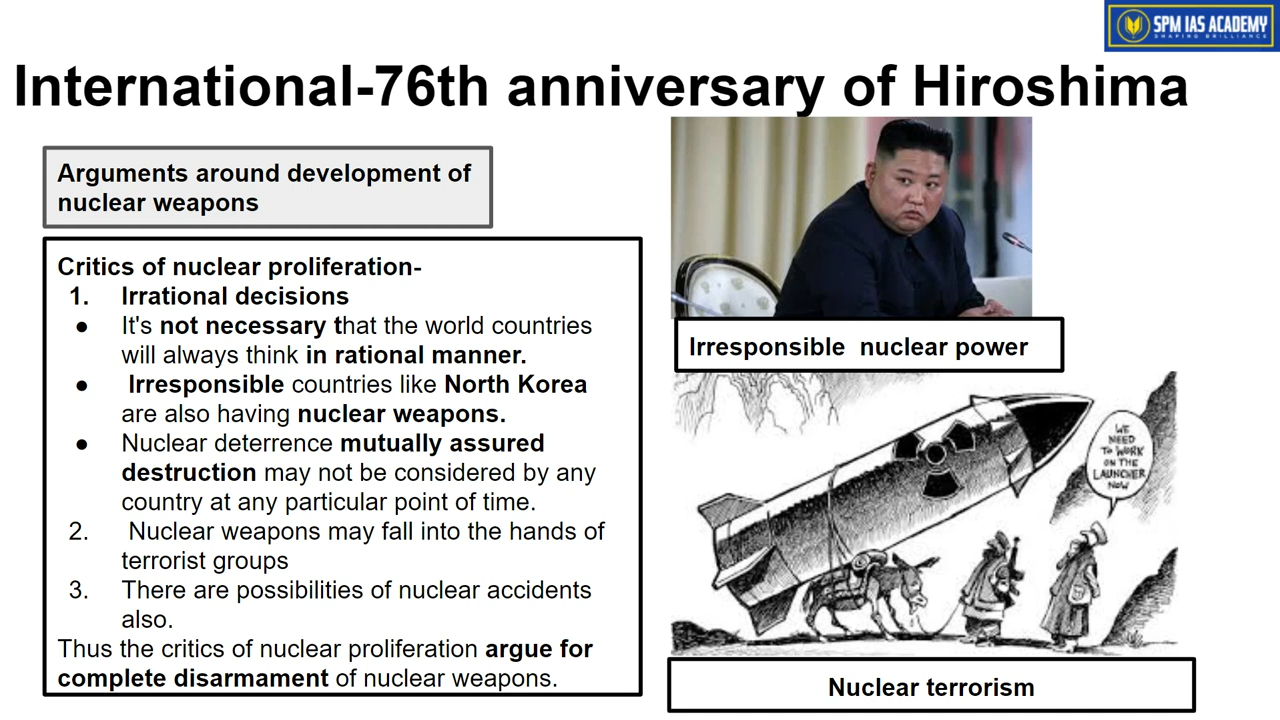 SPM IAS ACADEMY
SHAPING BRILLIANCE
International-76th anniversary of Hiroshima
Arguments around development of
nuclear weapons
Critics of nuclear proliferation-
1. Irrational decisions
● It's not necessary that the world countries
will always think in rational manner.
● Irresponsible countries like North Korea
are also having nuclear weapons.
● Nuclear deterrence mutually assured
destruction may not be considered by any
country at any particular point of time.
2. Nuclear weapons may fall into the hands of
terrorist groups
3. There are possibilities of nuclear accidents
also.
Thus the critics of nuclear proliferation argue for
complete disarmament of nuclear weapons.
Irresponsible nuclear power
WE
NEED
TO WORK
ON THE
LAUNCHER
NOW
Nuclear terrorism